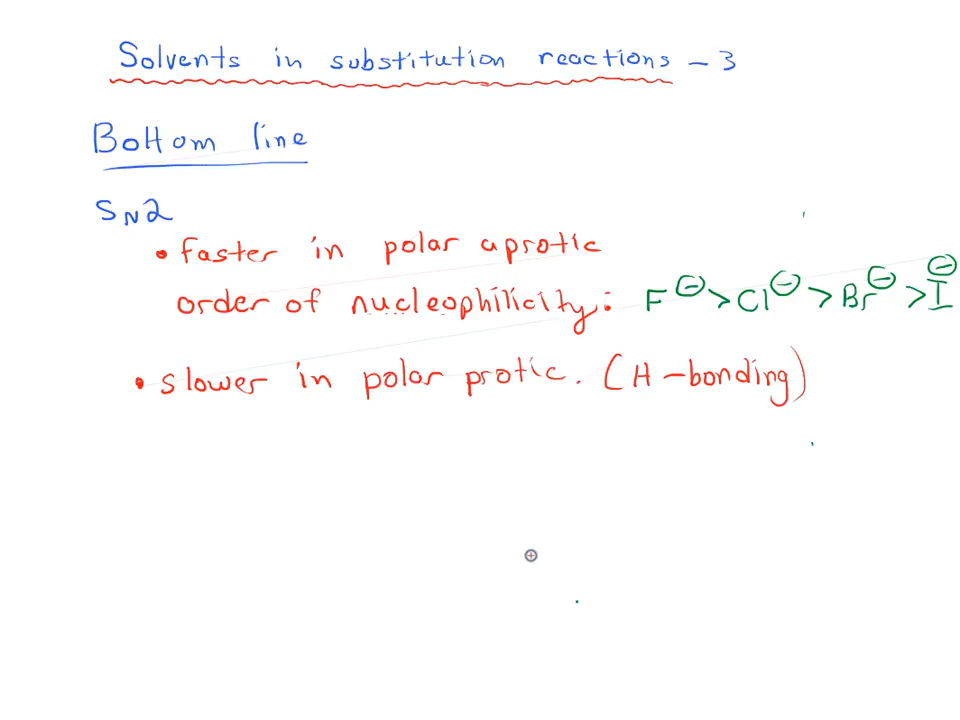 Solvents in substitution reactions - 3
Bottom line
SN2
• faster in polar aprotic
order of nucleophilicity: F⊖ > Cl⊖ > Br⊖ > I⊖
• slower in polar protic. (H-bonding)